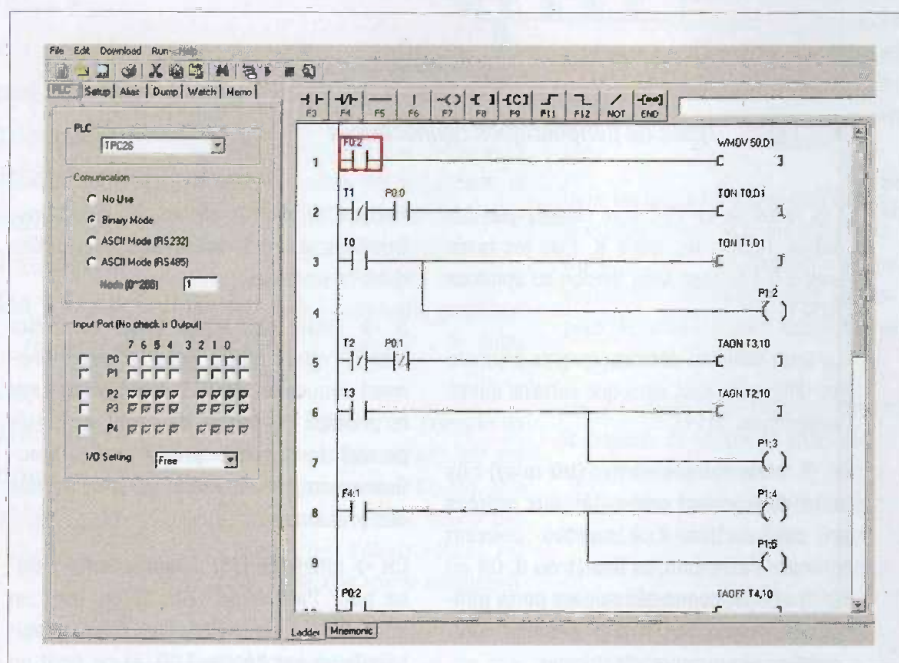 File Edit Download Run Help
PLC Setup Alias Dump Watch Memo
F3 F4 F5 F6 F7 F8 F9 F11 F12 NOT END
PLC
TPC26
Comunication
No Use
Binary Mode
ASCII Mode (RS232)
ASCII Mode (RS485)
Node (0~255) 1
Input Port (No check is Output)
7 6 5 4 3 2 1 0
P0
P1
P2
P3
P4
I/O Setting Free
1 F0:2 WMOV 50,D1
2 T1 P0:0 TON T0,D1
3 T0 TON T1,D1
4 P1:2
5 T2 P0:1 TAON T3,10
6 T3 TAON T2,10
7 P1:3
8 F4:1 P1:4
9 P1:5
10 P0:2 TAOFF T4,10
Ladder Mnemonic